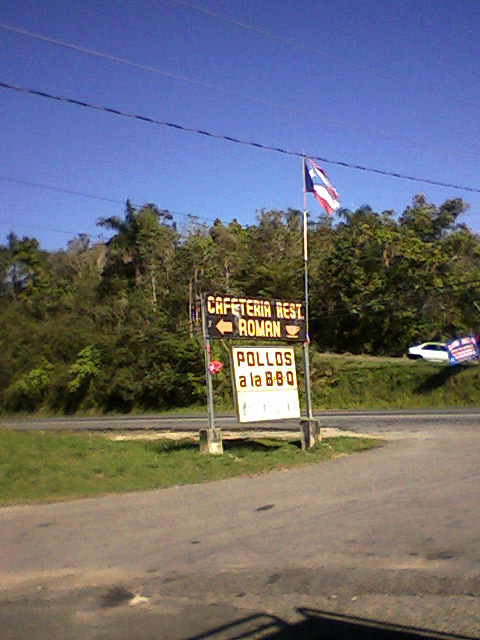 CAFETERIA REST.
ROMAN
POLLOS
a la B-B-Q